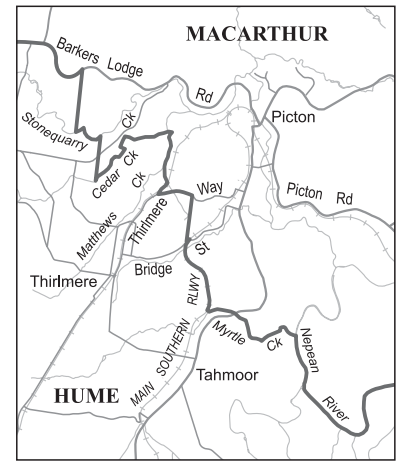 MACARTHUR
Barkers Lodge
Rd
Stonequarry
Ck
Picton
Cedar Ck
Matthews Ck
Way
Picton Rd
Thirlmere
Thirlmere
Bridge St
MAIN SOUTHERN RLWY
Myrtle Ck
Nepean River
Tahmoor
HUME